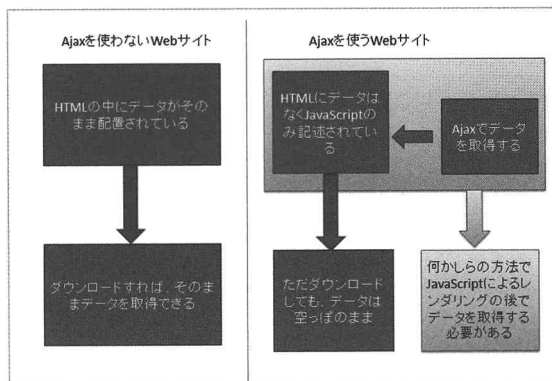 Ajaxを使わないWebサイト
HTMLの中にデータがその
まま配置されている
ダウンロードすれば、そのま
まデータを取得できる
Ajaxを使うWebサイト
HTMLにデータは
なくJavaScriptの
み記述されてい
る
Ajaxでデータ
を取得する
ただダウンロード
しても、データは
空っぽのまま
何かしらの方法で
JavaScriptによるレ
ンダリングの後で
データを取得する
必要がある